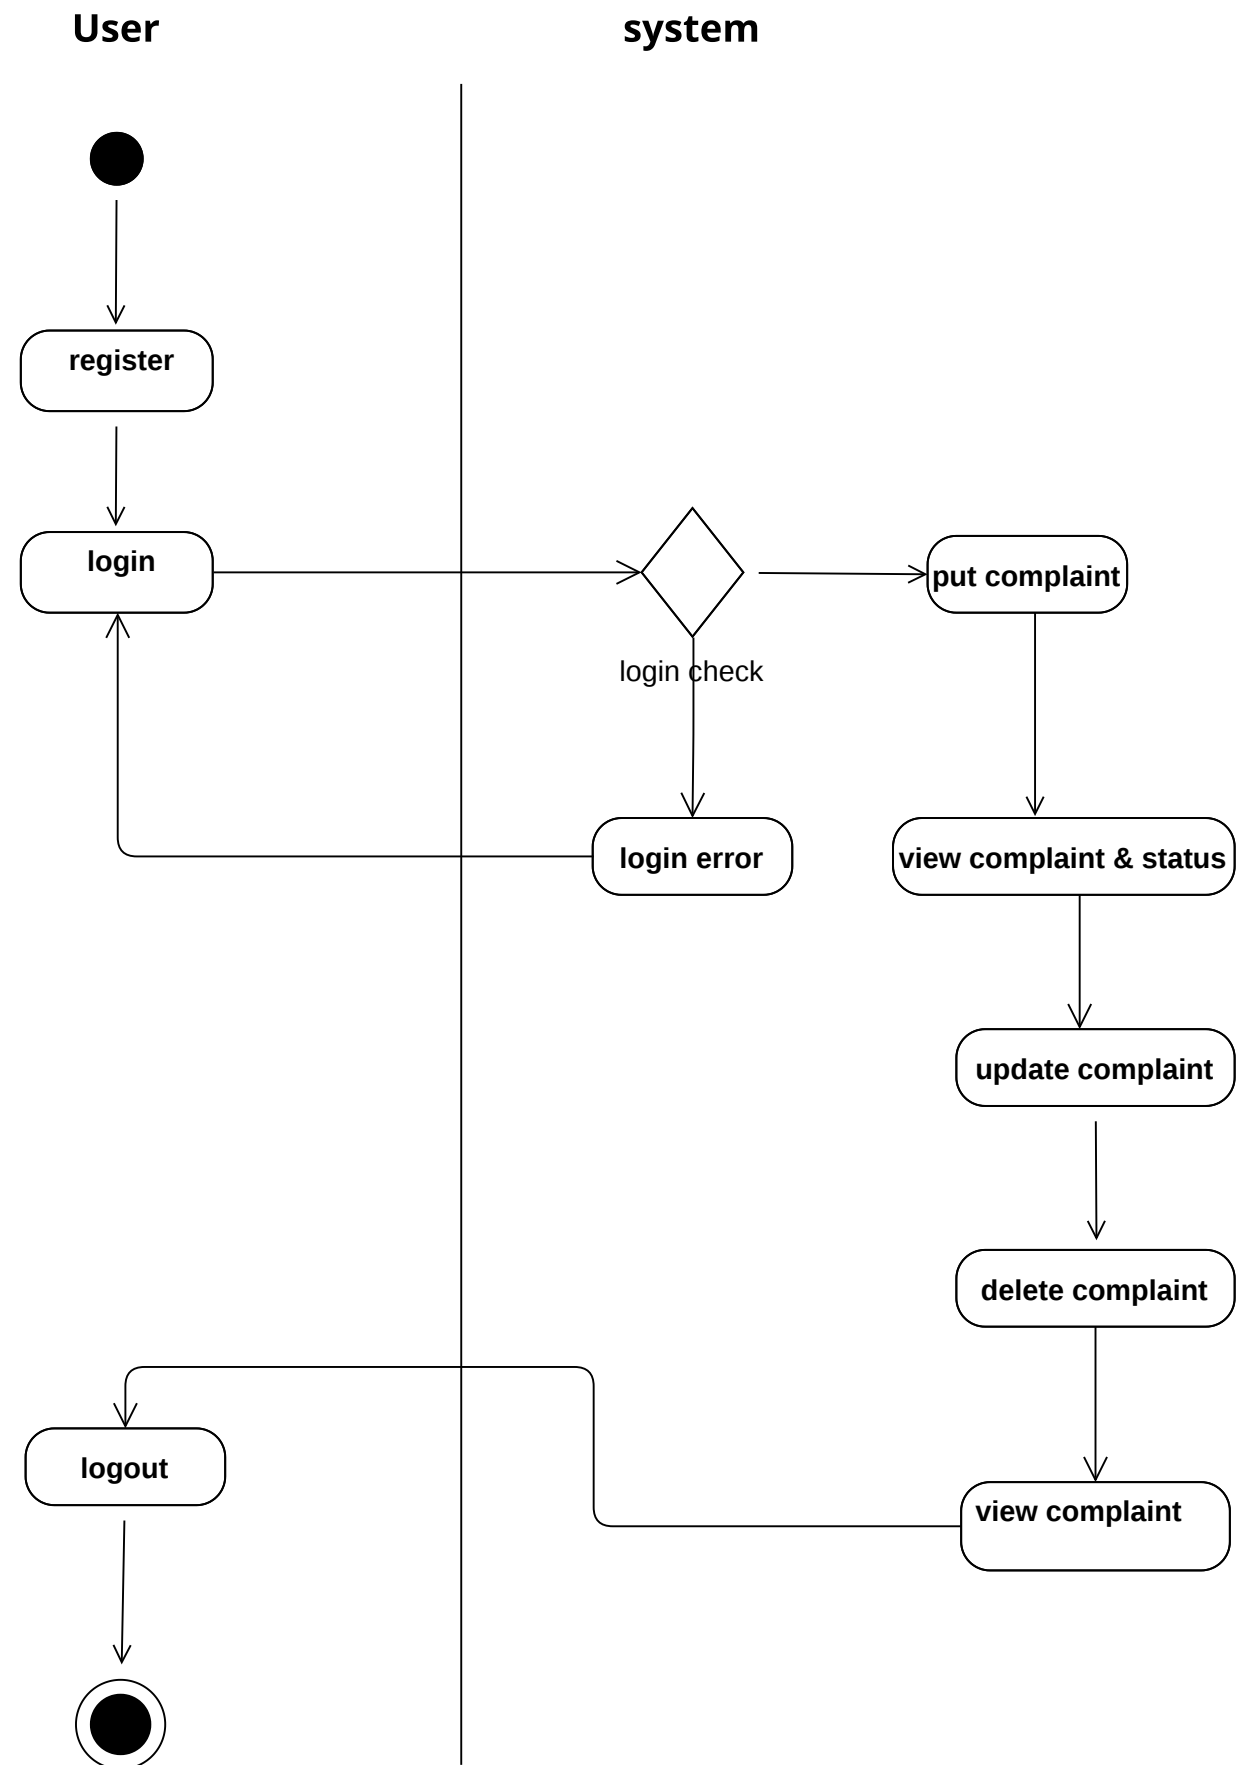 User
system
register
login
put complaint
login check
login error
view complaint & status
update complaint
delete complaint
logout
view complaint